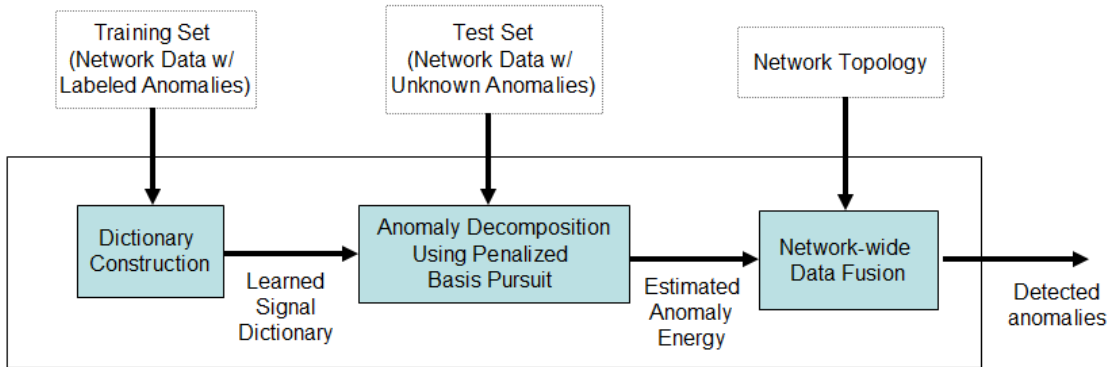 Training Set
(Network Data w/
Labeled Anomalies)
Test Set
(Network Data w/
Unknown Anomalies)
Network Topology
Dictionary
Construction
Learned
Signal
Dictionary
Anomaly Decomposition
Using Penalized
Basis Pursuit
Estimated
Anomaly
Energy
Network-wide
Data Fusion
Detected
anomalies